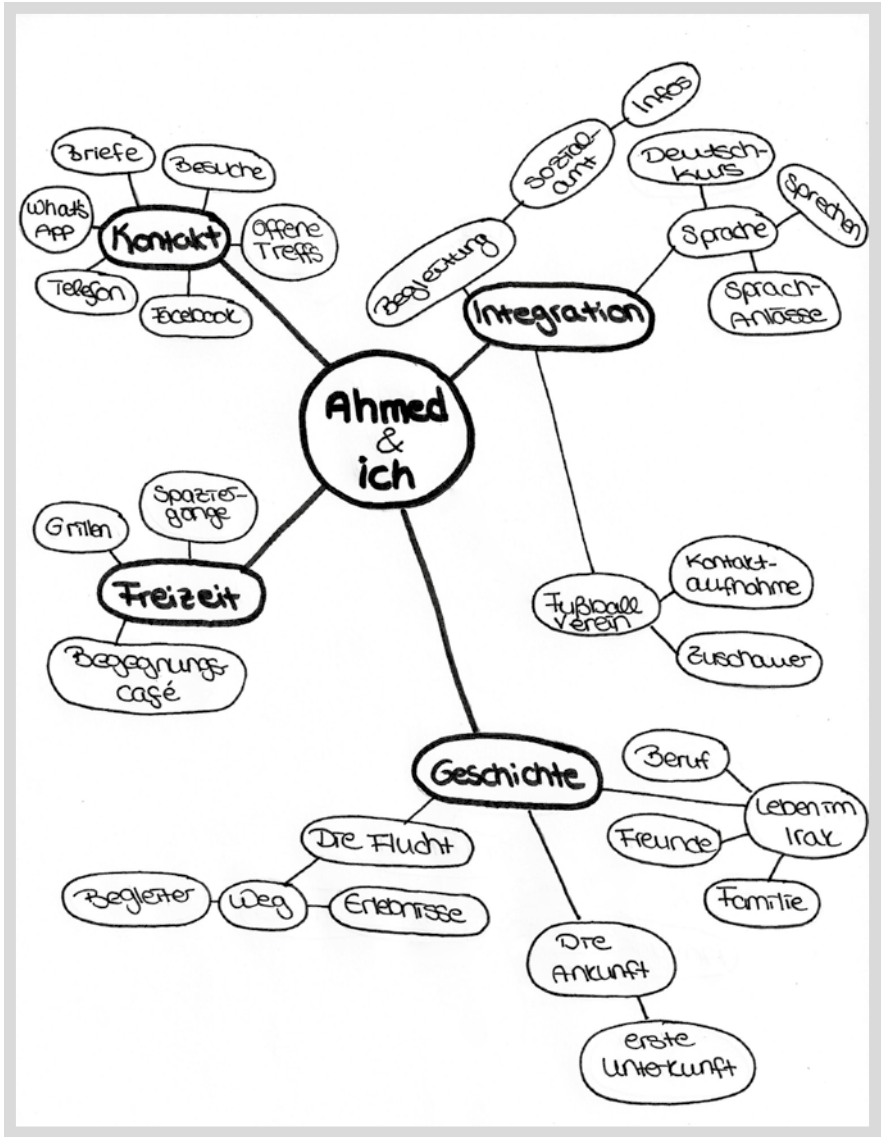 Infos
Sozial-
amt
Begleitung
Integration
Deutsch-
kurs
Sprache
Sprechen
Sprach-
Anlässe
Briefe
Besuche
What's
App
Kontakt
Offene
Treffs
Telefon
Facebook
Ahmed
&
ich
Spazier-
gänge
Grillen
Freizeit
Begegnungs-
café
Fußball
verein
Kontakt-
aufnahme
Zuschauer
Geschichte
Beruf
Leben im
Irak
Freunde
Familie
Die Flucht
Begleiter
Weg
Erlebnisse
Die
Ankunft
erste
Unterkunft